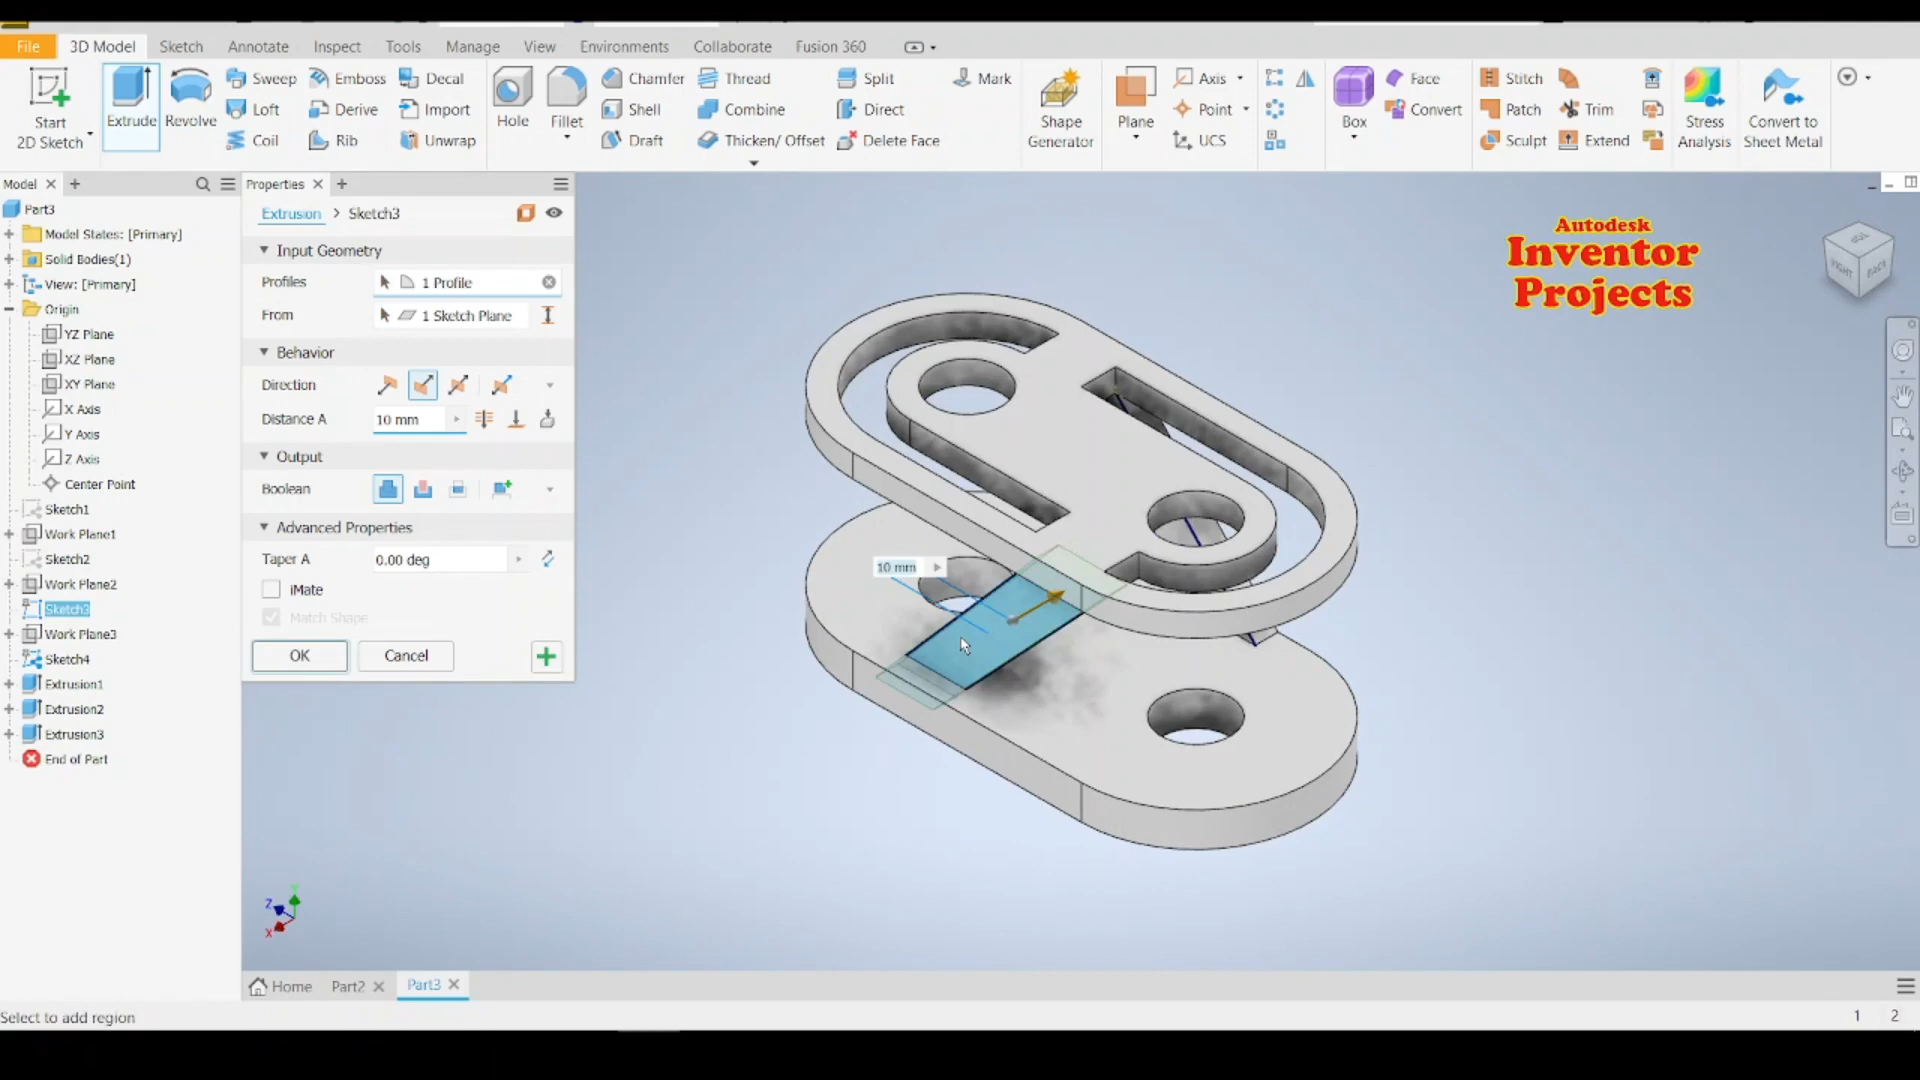 File 3D Model Sketch Annotate Inspect Tools Manage View Environments Collaborate Fusion 360
Start
2D Sketch
Extrude
Revolve
Sweep
Loft
Coil
Emboss
Derive
Rib
Decal
Import
Unwrap
Hole
Fillet
Chamfer
Shell
Draft
Thread
Combine
Thicken/ Offset
Split
Direct
Delete Face
Mark
Shape
Generator
Plane
Axis
Point
UCS
Box
Face
Convert
Stitch
Patch
Sculpt
Trim
Extend
Stress
Analysis
Convert to
Sheet Metal
Model
Part3
Model States: [Primary]
Solid Bodies(1)
View: [Primary]
Origin
YZ Plane
XZ Plane
XY Plane
X Axis
Y Axis
Z Axis
Center Point
Sketch1
Work Plane1
Sketch2
Work Plane2
Sketch3
Work Plane3
Sketch4
Extrusion1
Extrusion2
Extrusion3
End of Part
Properties
Extrusion > Sketch3
Input Geometry
Profiles 1 Profile
From 1 Sketch Plane
Behavior
Direction
Distance A 10 mm
Output
Boolean
Advanced Properties
Taper A 0.00 deg
iMate
Match Shape
OK Cancel
10 mm
Autodesk
Inventor
Projects
RIGHT BACK
Z Y
X
Home Part2 Part3
Select to add region 1 2